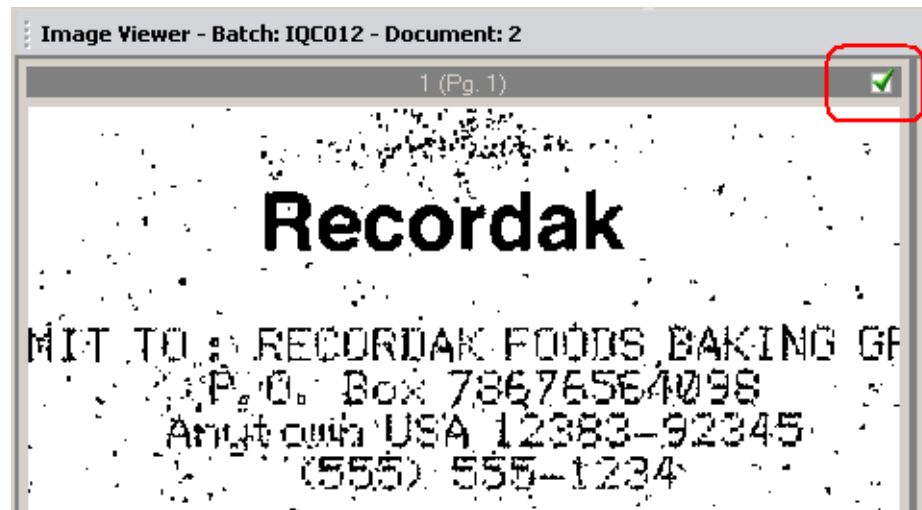 Image Viewer - Batch: IQC012 - Document: 2
1 (Pg. 1)
Recordak
MIT TO : RECORDAK FOODS BAKING GR
P.O. Box 78676564098
Anytown USA 12383-92345
(555) 555-1234